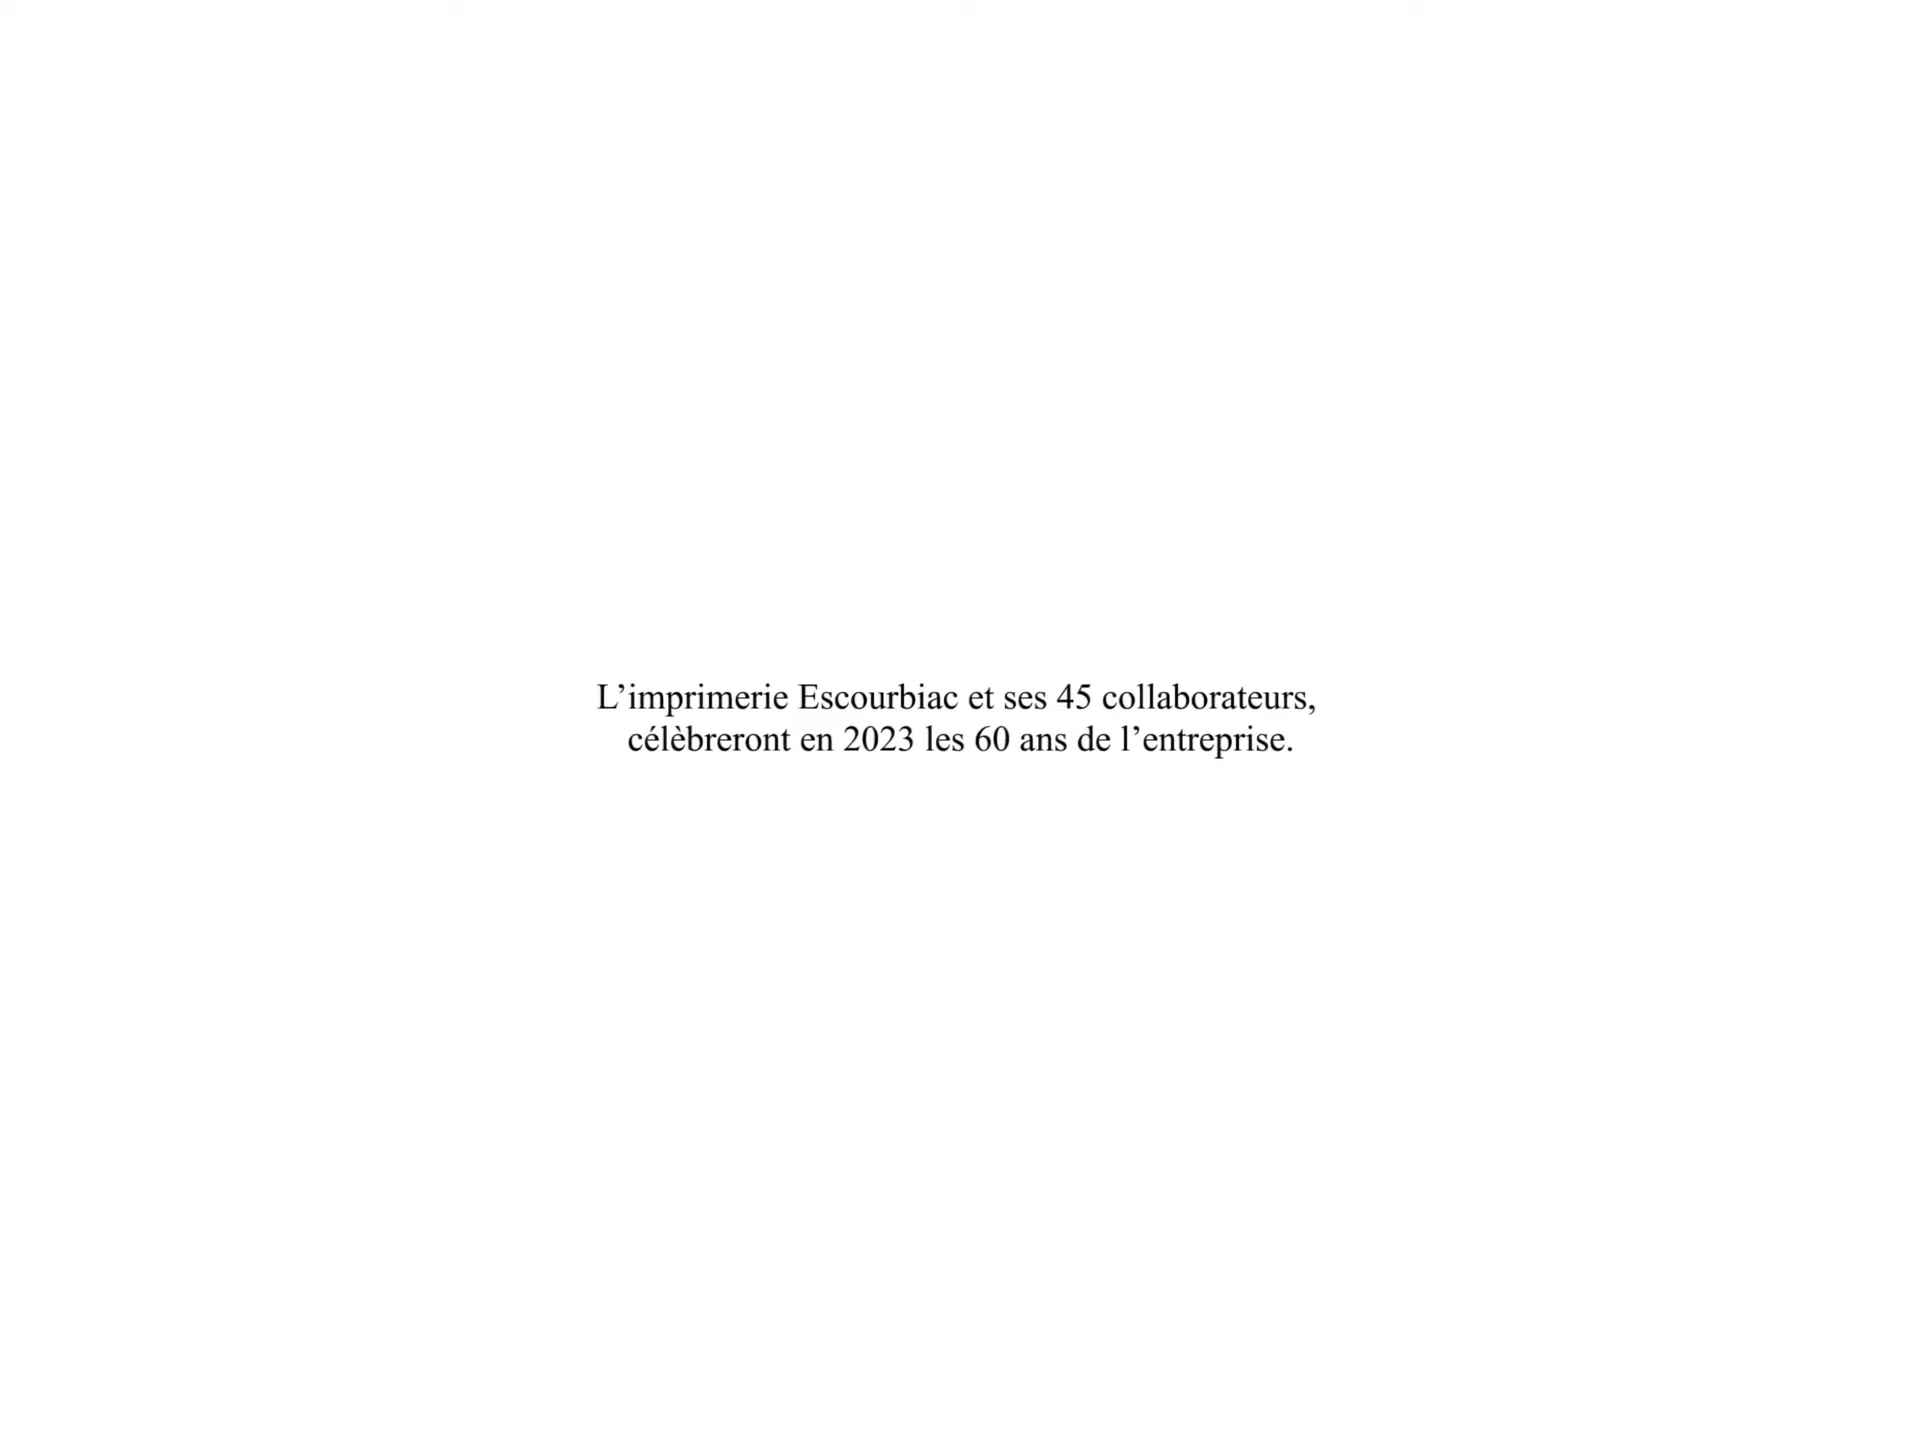 L’imprimerie Escourbiac et ses 45 collaborateurs,
célèbreront en 2023 les 60 ans de l’entreprise.